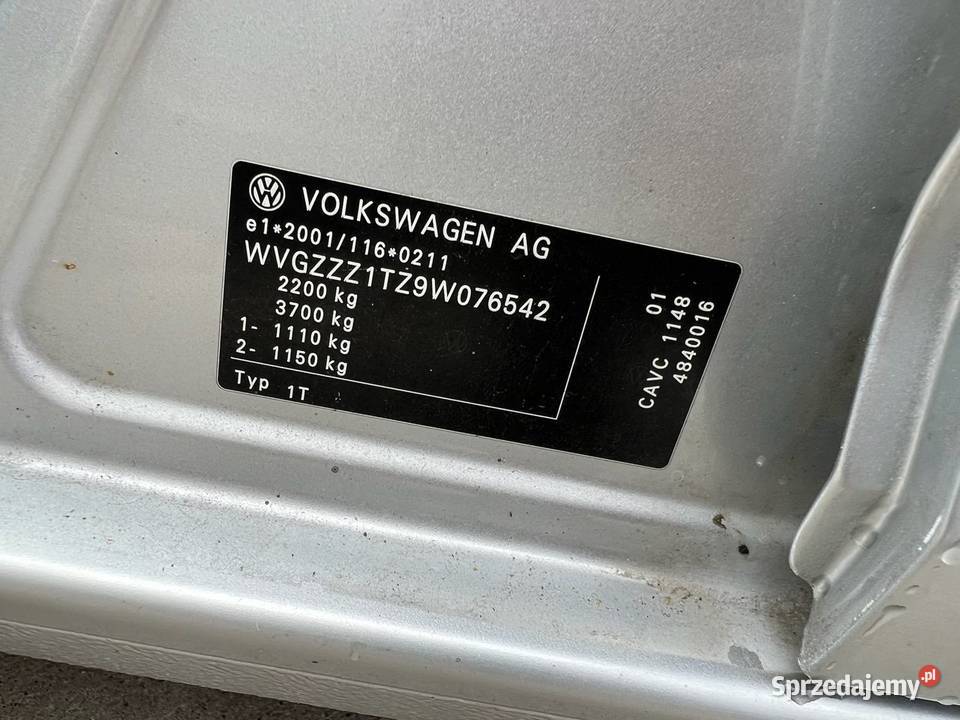 VOLKSWAGEN AG
e1*2001/116*0211
WVGZZZ1TZ9W076542
2200 kg
3700 kg
1- 1110 kg
2- 1150 kg
Typ 1T
01
CAVC 1148
4840016
Sprzedajemy.pl